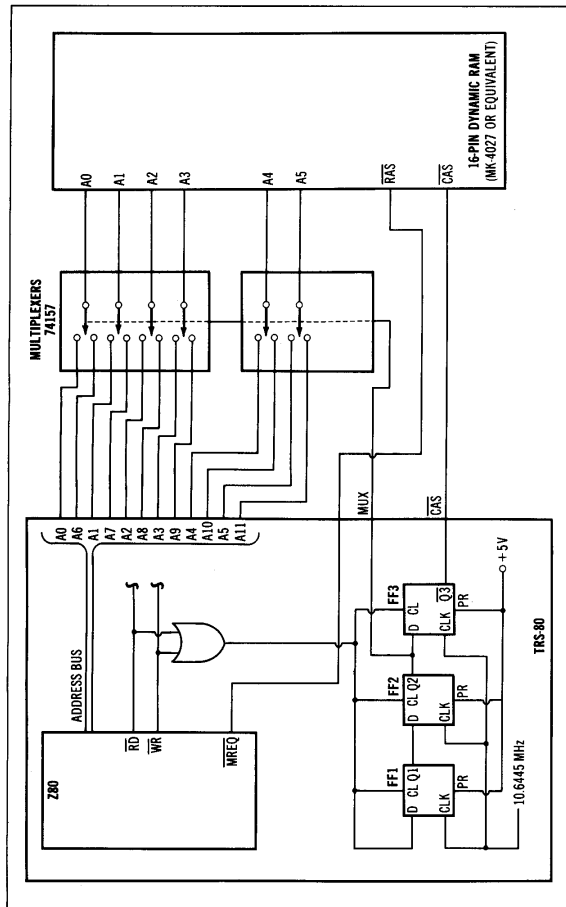 Z80
ADDRESS BUS
RD
WR
MREQ
A0
A6
A1
A7
A2
A8
A3
A9
A4
A10
A5
A11
MULTIPLEXERS
74157
A0
A1
A2
A3
A4
A5
RAS
CAS
16-PIN DYNAMIC RAM
(MK-4027 OR EQUIVALENT)
MUX
CAS
FF1
D CL Q1
CLK
PR
FF2
D CL Q2
CLK
PR
FF3
D CL Q3
CLK
PR
10.6445 MHz
+5V
TRS-80